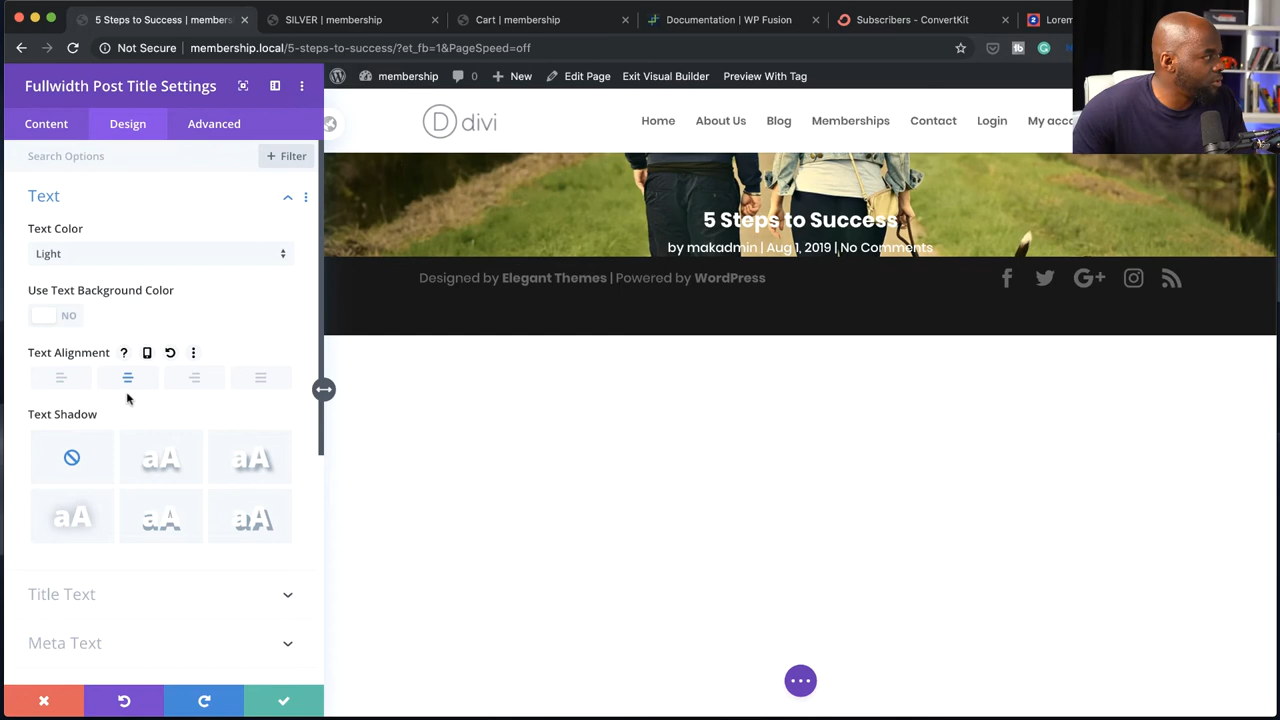 5 Steps to Success | members
SILVER | membership
Cart | membership
Documentation | WP Fusion
Subscribers - ConvertKit
Lorem
Not Secure
membership.local/5-steps-to-success/?et_fb=1&PageSpeed=off
Fullwidth Post Title Settings
membership
0
New
Edit Page
Exit Visual Builder
Preview With Tag
Content
Design
Advanced
D divi
Home
About Us
Blog
Memberships
Contact
Login
My acco
Search Options
+ Filter
Text
Text Color
Light
5 Steps to Success
by makadmin | Aug 1, 2019 | No Comments
Designed by Elegant Themes | Powered by WordPress
Use Text Background Color
NO
Text Alignment
Text Shadow
aA
aA
aA
aA
aA
Title Text
Meta Text